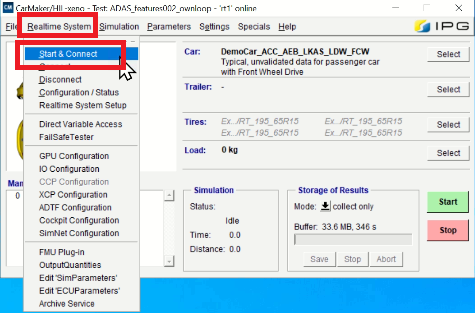 CarMaker/HIL -xeno - Test: ADAS_features002_ownloop - 'rt1' online
File Realtime System Simulation Parameters Settings Help IPG
Start & Connect
Disconnect
Configuration / Status
Realtime System Setup
Direct Variable Access
FailSafeTester
GPU Configuration
IO Configuration
CCP Configuration
XCP Configuration
ADTF Configuration
Cockpit Configuration
SimNet Configuration
FMU Plug-in
OutputQuantities
Edit 'SimParameters'
Edit 'ECUParameters'
Archive Service
Car: DemoCar_ACC_AEB_LKAS_LDW_FCW Select
Typical, unvalidated data for passenger car
with Front Wheel Drive
Trailer: - Select
Tires: Ex.../RT_195_65R15 Ex.../RT_195_65R15 Select
Ex.../RT_195_65R15 Ex.../RT_195_65R15
Load: 0 kg Select
Man
0
Simulation
Status:
Idle
Time: 0.0
Distance: 0.0
Storage of Results
Mode: collect only
Buffer: 33.6 MB, 346 s
Save Stop Abort
Start
Stop